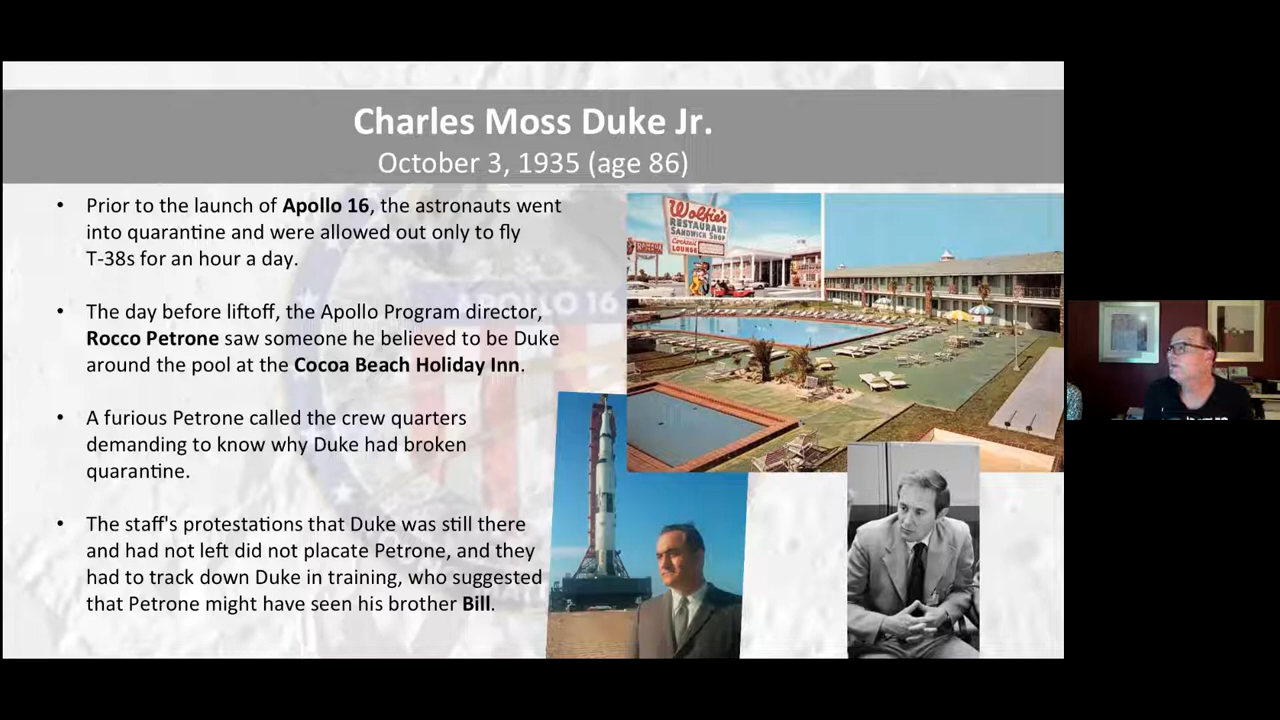 Charles Moss Duke Jr.
October 3, 1935 (age 86)
• Prior to the launch of Apollo 16, the astronauts went
into quarantine and were allowed out only to fly
T-38s for an hour a day.
• The day before liftoff, the Apollo Program director,
Rocco Petrone saw someone he believed to be Duke
around the pool at the Cocoa Beach Holiday Inn.
• A furious Petrone called the crew quarters
demanding to know why Duke had broken
quarantine.
• The staff's protestations that Duke was still there
and had not left did not placate Petrone, and they
had to track down Duke in training, who suggested
that Petrone might have seen his brother Bill.
APOLLO 16
Wolfie's
RESTAURANT
SANDWICH SHOP
Cocktail
LOUNGE
RAMADA